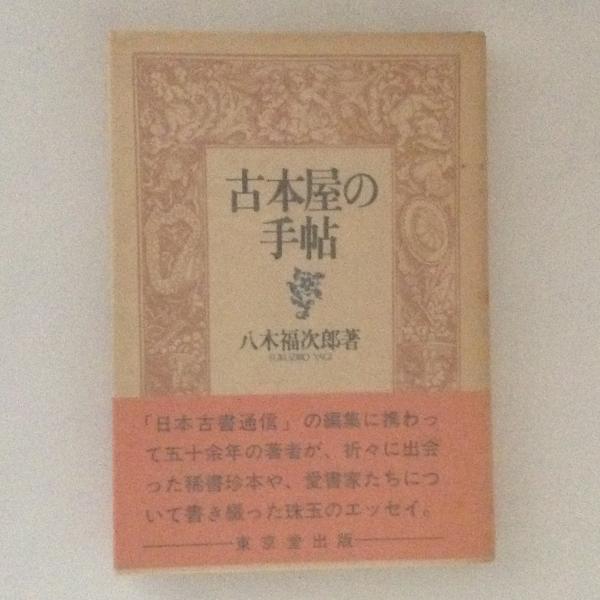 古本屋の
手帖
八木福次郎著
FUKUJIRO YAGI
「日本古書通信」の編集に携わっ
て五十余年の著者が、折々に出会
った稀書珍本や、愛書家たちにつ
いて書き綴った珠玉のエッセイ。
東京堂出版